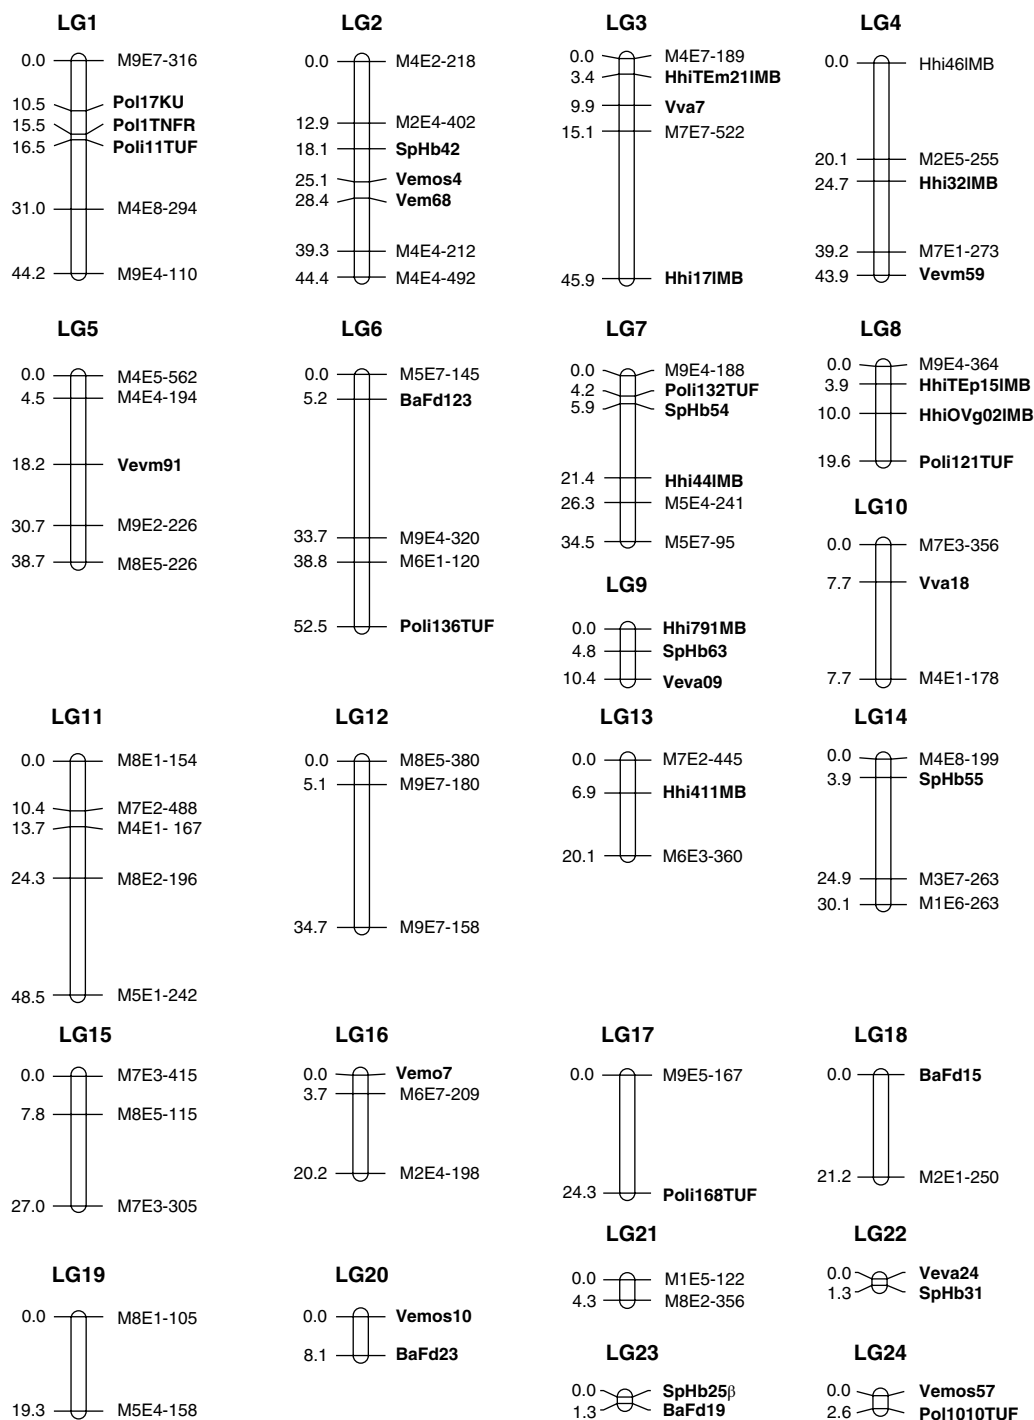 LG1
0.0 M9E7-316
10.5 Pol17KU
15.5 Pol1TNFR
16.5 Poli11TUF
31.0 M4E8-294
44.2 M9E4-110
LG2
0.0 M4E2-218
12.9 M2E4-402
18.1 SpHb42
25.1 Vemos4
28.4 Vem68
39.3 M4E4-212
44.4 M4E4-492
LG3
0.0 M4E7-189
3.4 HhiTEm21IMB
9.9 Vva7
15.1 M7E7-522
45.9 Hhi17IMB
LG4
0.0 Hhi46IMB
20.1 M2E5-255
24.7 Hhi32IMB
39.2 M7E1-273
43.9 Vevm59
LG5
0.0 M4E5-562
4.5 M4E4-194
18.2 Vevm91
30.7 M9E2-226
38.7 M8E5-226
LG6
0.0 M5E7-145
5.2 BaFd123
33.7 M9E4-320
38.8 M6E1-120
52.5 Poli136TUF
LG7
0.0 M9E4-188
4.2 Poli132TUF
5.9 SpHb54
21.4 Hhi44IMB
26.3 M5E4-241
34.5 M5E7-95
LG8
0.0 M9E4-364
3.9 HhiTEp15IMB
10.0 HhiOVg02IMB
19.6 Poli121TUF
LG9
0.0 Hhi791MB
4.8 SpHb63
10.4 Veva09
LG10
0.0 M7E3-356
7.7 Vva18
7.7 M4E1-178
LG11
0.0 M8E1-154
10.4 M7E2-488
13.7 M4E1- 167
24.3 M8E2-196
48.5 M5E1-242
LG12
0.0 M8E5-380
5.1 M9E7-180
34.7 M9E7-158
LG13
0.0 M7E2-445
6.9 Hhi411MB
20.1 M6E3-360
LG14
0.0 M4E8-199
3.9 SpHb55
24.9 M3E7-263
30.1 M1E6-263
LG15
0.0 M7E3-415
7.8 M8E5-115
27.0 M7E3-305
LG16
0.0 Vemo7
3.7 M6E7-209
20.2 M2E4-198
LG17
0.0 M9E5-167
24.3 Poli168TUF
LG18
0.0 BaFd15
21.2 M2E1-250
LG19
0.0 M8E1-105
19.3 M5E4-158
LG20
0.0 Vemos10
8.1 BaFd23
LG21
0.0 M1E5-122
4.3 M8E2-356
LG22
0.0 Veva24
1.3 SpHb31
LG23
0.0 SpHb25β
1.3 BaFd19
LG24
0.0 Vemos57
2.6 Pol1010TUF